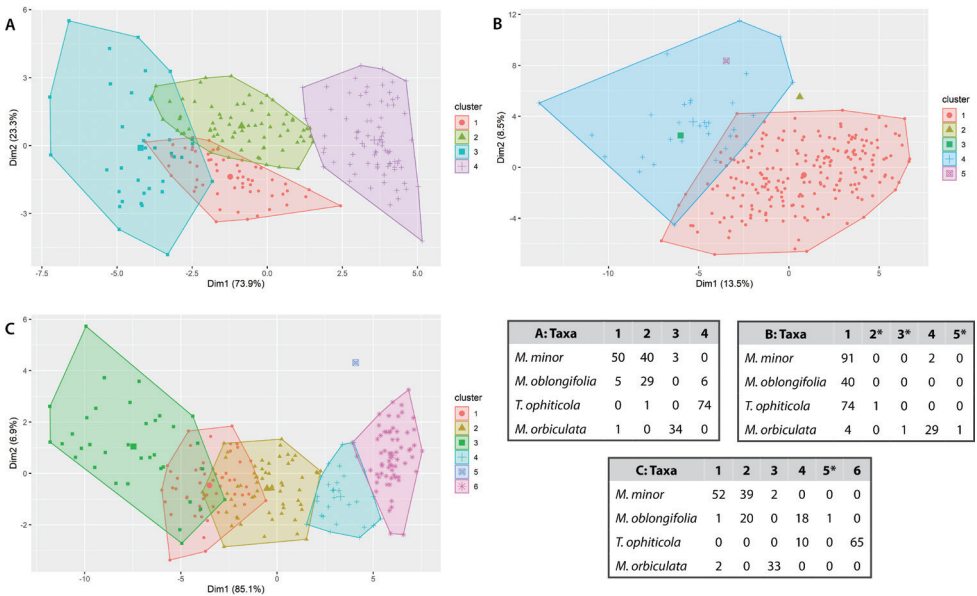 A
6
3
0
-3
Dim2 (23.3%)
-7.5 -5.0 -2.5 0.0 2.5 5.0
Dim1 (73.9%)
cluster
1
2
3
4
B
12
8
4
0
-4
Dim2 (8.5%)
-10 -5 0 5
Dim1 (13.5%)
cluster
1
2
3
4
5
C
6
4
2
0
-2
Dim2 (6.9%)
-10 -5 0 5
Dim1 (85.1%)
cluster
1
2
3
4
5
6
A: Taxa 1 2 3 4
M. minor 50 40 3 0
M. oblongifolia 5 29 0 6
T. ophiticola 0 1 0 74
M. orbiculata 1 0 34 0
B: Taxa 1 2* 3* 4 5*
M. minor 91 0 0 2 0
M. oblongifolia 40 0 0 0 0
T. ophiticola 74 1 0 0 0
M. orbiculata 4 0 1 29 1
C: Taxa 1 2 3 4 5* 6
M. minor 52 39 2 0 0 0
M. oblongifolia 1 20 0 18 1 0
T. ophiticola 0 0 0 10 0 65
M. orbiculata 2 0 33 0 0 0